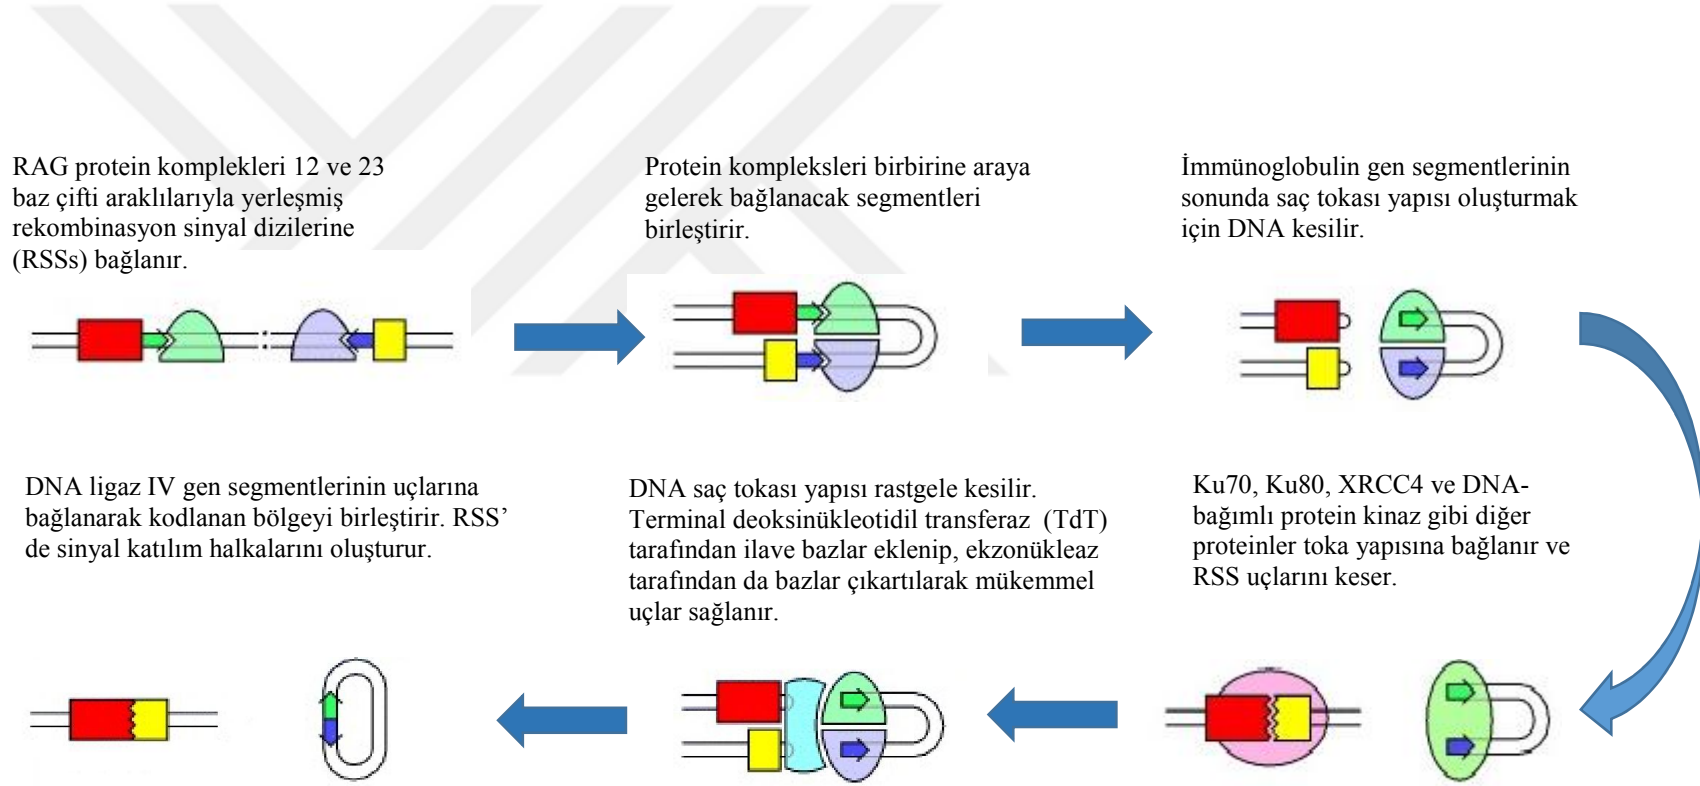 RAG protein komplekleri 12 ve 23
baz çifti araklılarıyla yerleşmiş
rekombinasyon sinyal dizilerine
(RSSs) bağlanır.
Protein kompleksleri birbirine araya
gelerek bağlanacak segmentleri
birleştirir.
İmmünoglobulin gen segmentlerinin
sonunda saç tokası yapısı oluşturmak
için DNA kesilir.
Ku70, Ku80, XRCC4 ve DNA-
bağımlı protein kinaz gibi diğer
proteinler toka yapısına bağlanır ve
RSS uçlarını keser.
DNA saç tokası yapısı rastgele kesilir.
Terminal deoksinükleotidil transferaz (TdT)
tarafından ilave bazlar eklenip, ekzonükleaz
tarafından da bazlar çıkartılarak mükemmel
uçlar sağlanır.
DNA ligaz IV gen segmentlerinin uçlarına
bağlanarak kodlanan bölgeyi birleştirir. RSS’
de sinyal katılım halkalarını oluşturur.